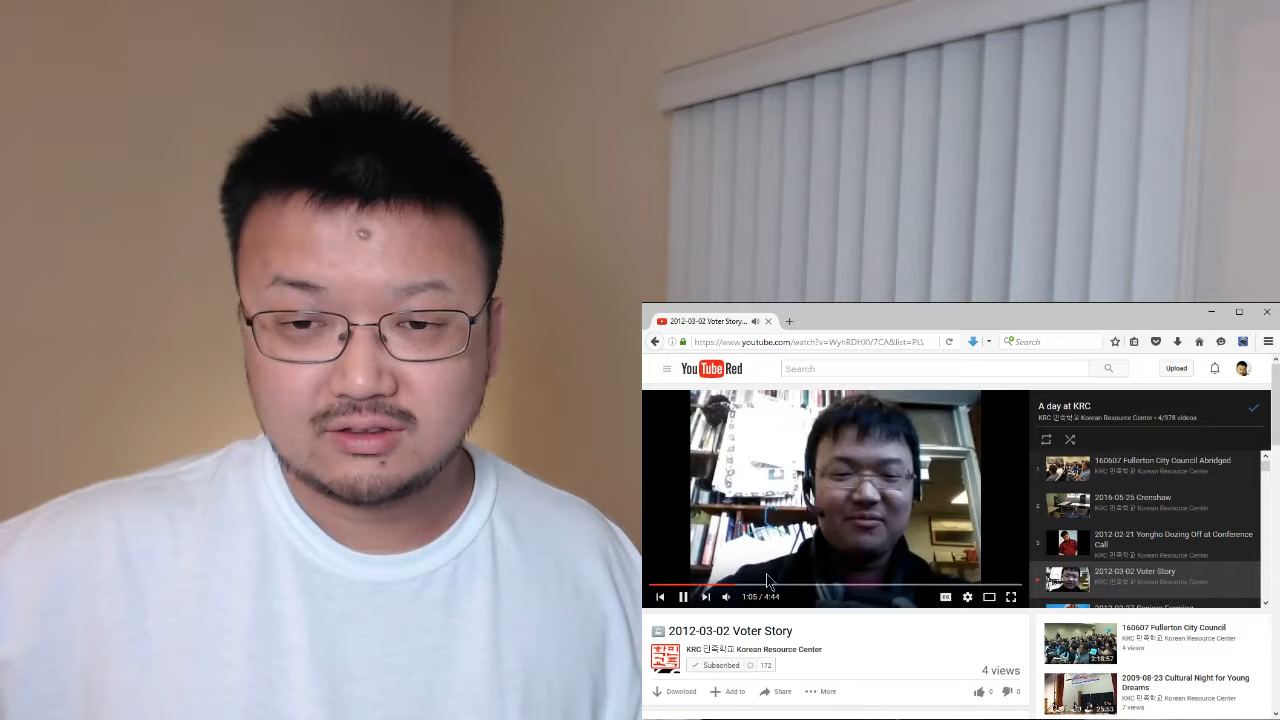 2012-03-02 Voter Story...
https://www.youtube.com/watch?v=WyhRDHXV7CA&list=PL
Search
YouTube Red
Search
Upload
A day at KRC
KRC 민족학교 Korean Resource Center • 4/378 videos
1
160607 Fullerton City Council Abridged
KRC 민족학교 Korean Resource Center
2
2016-05-25 Crenshaw
KRC 민족학교 Korean Resource Center
3
2012-02-21 Yongho Dozing Off at Conference
Call
KRC 민족학교 Korean Resource Center
2012-03-02 Voter Story
KRC 민족학교 Korean Resource Center
1:05 / 4:44
CC
2012-03-02 Voter Story
KRC 민족학교 Korean Resource Center
Subscribed 172
4 views
Download Add to Share More
0 0
160607 Fullerton City Council
KRC 민족학교 Korean Resource Center
4 views
2:18:57
2009-08-23 Cultural Night for Young
Dreams
KRC 민족학교 Korean Resource Center
7 views
25:53